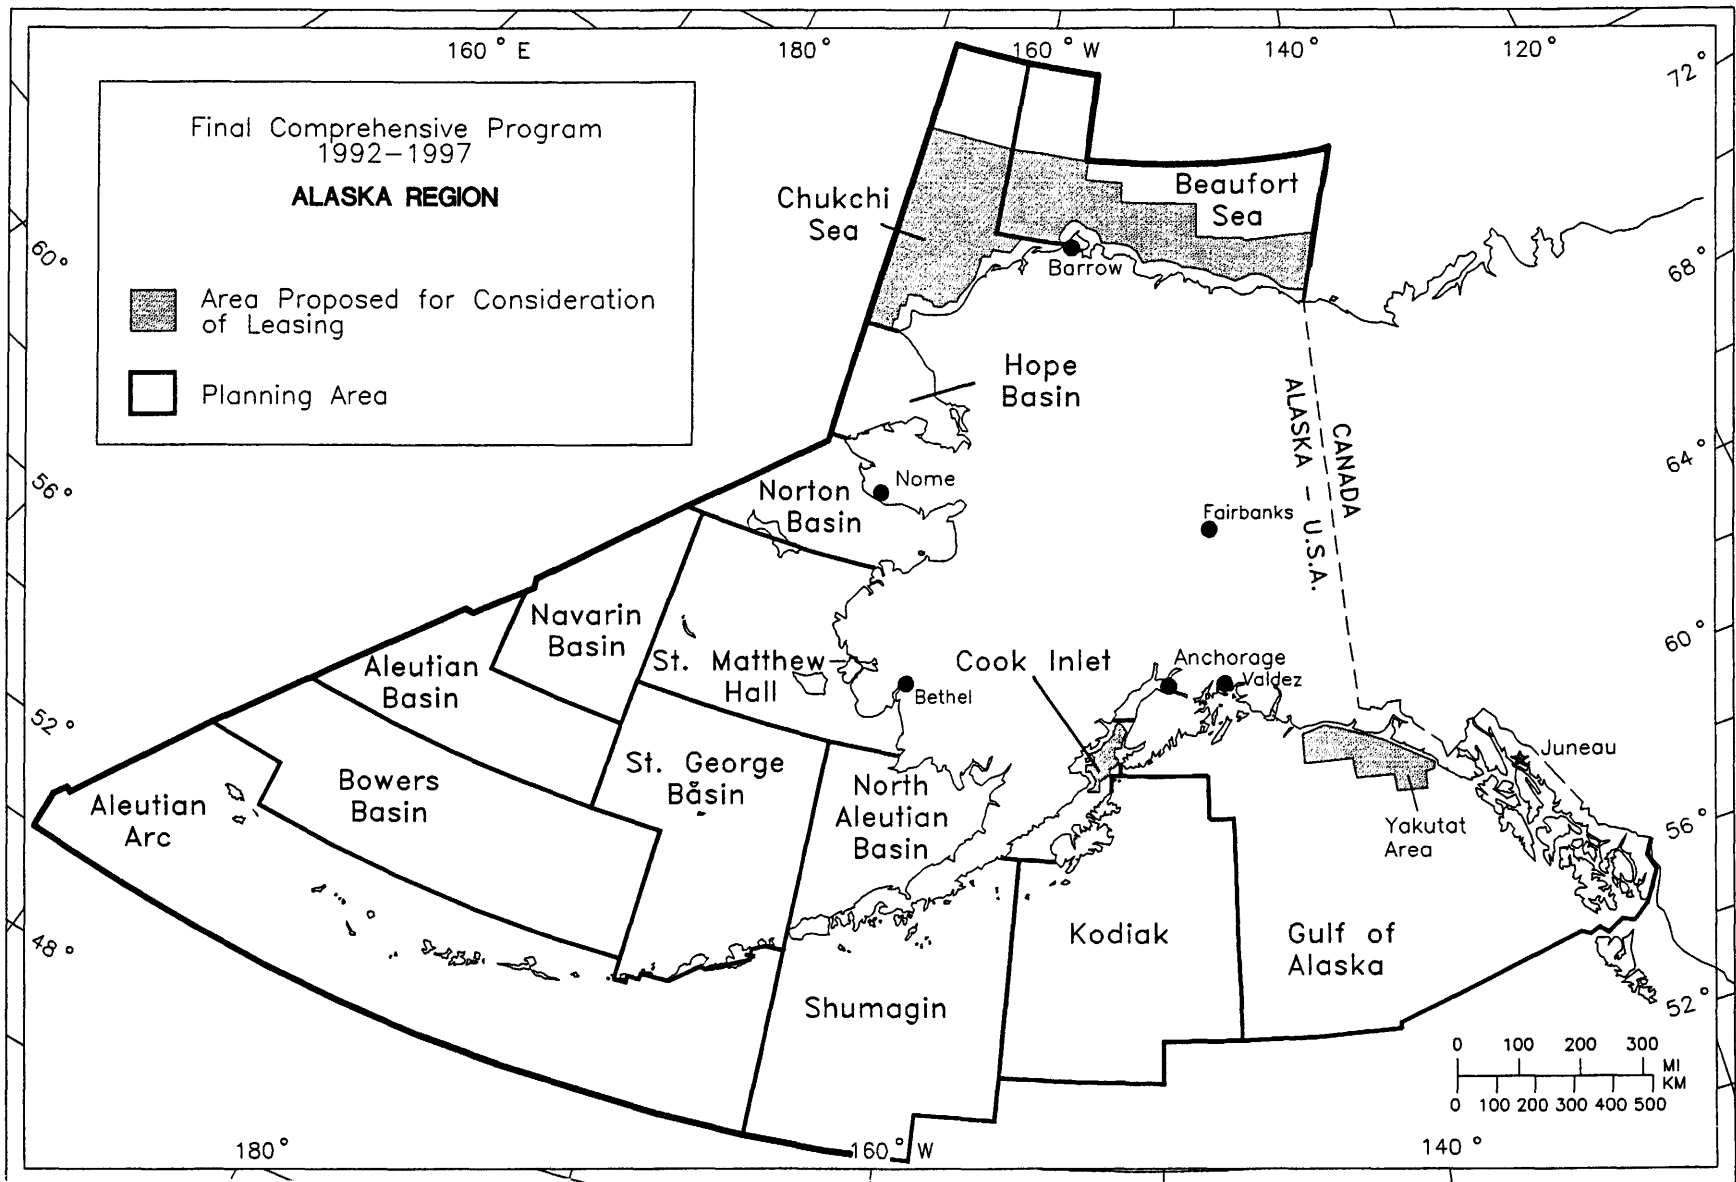 160° E
180°
160° W
140°
120°
72°
Final Comprehensive Program
1992–1997
ALASKA REGION
Area Proposed for Consideration
of Leasing
Planning Area
Chukchi
Sea
Beaufort
Sea
Barrow
68°
60°
Hope
Basin
ALASKA – U.S.A.
CANADA
64°
56°
Norton
Basin
Nome
Fairbanks
Navarin
Basin
60°
St. Matthew
Hall
Aleutian
Basin
Bethel
Cook Inlet
Anchorage
Valdez
52°
Juneau
St. George
Basin
Bowers
Basin
North
Aleutian
Basin
Aleutian
Arc
Yakutat
Area
56°
48°
Kodiak
Gulf of
Alaska
Shumagin
52°
0 100 200 300
MI
KM
0 100 200 300 400 500
180°
160° W
140°